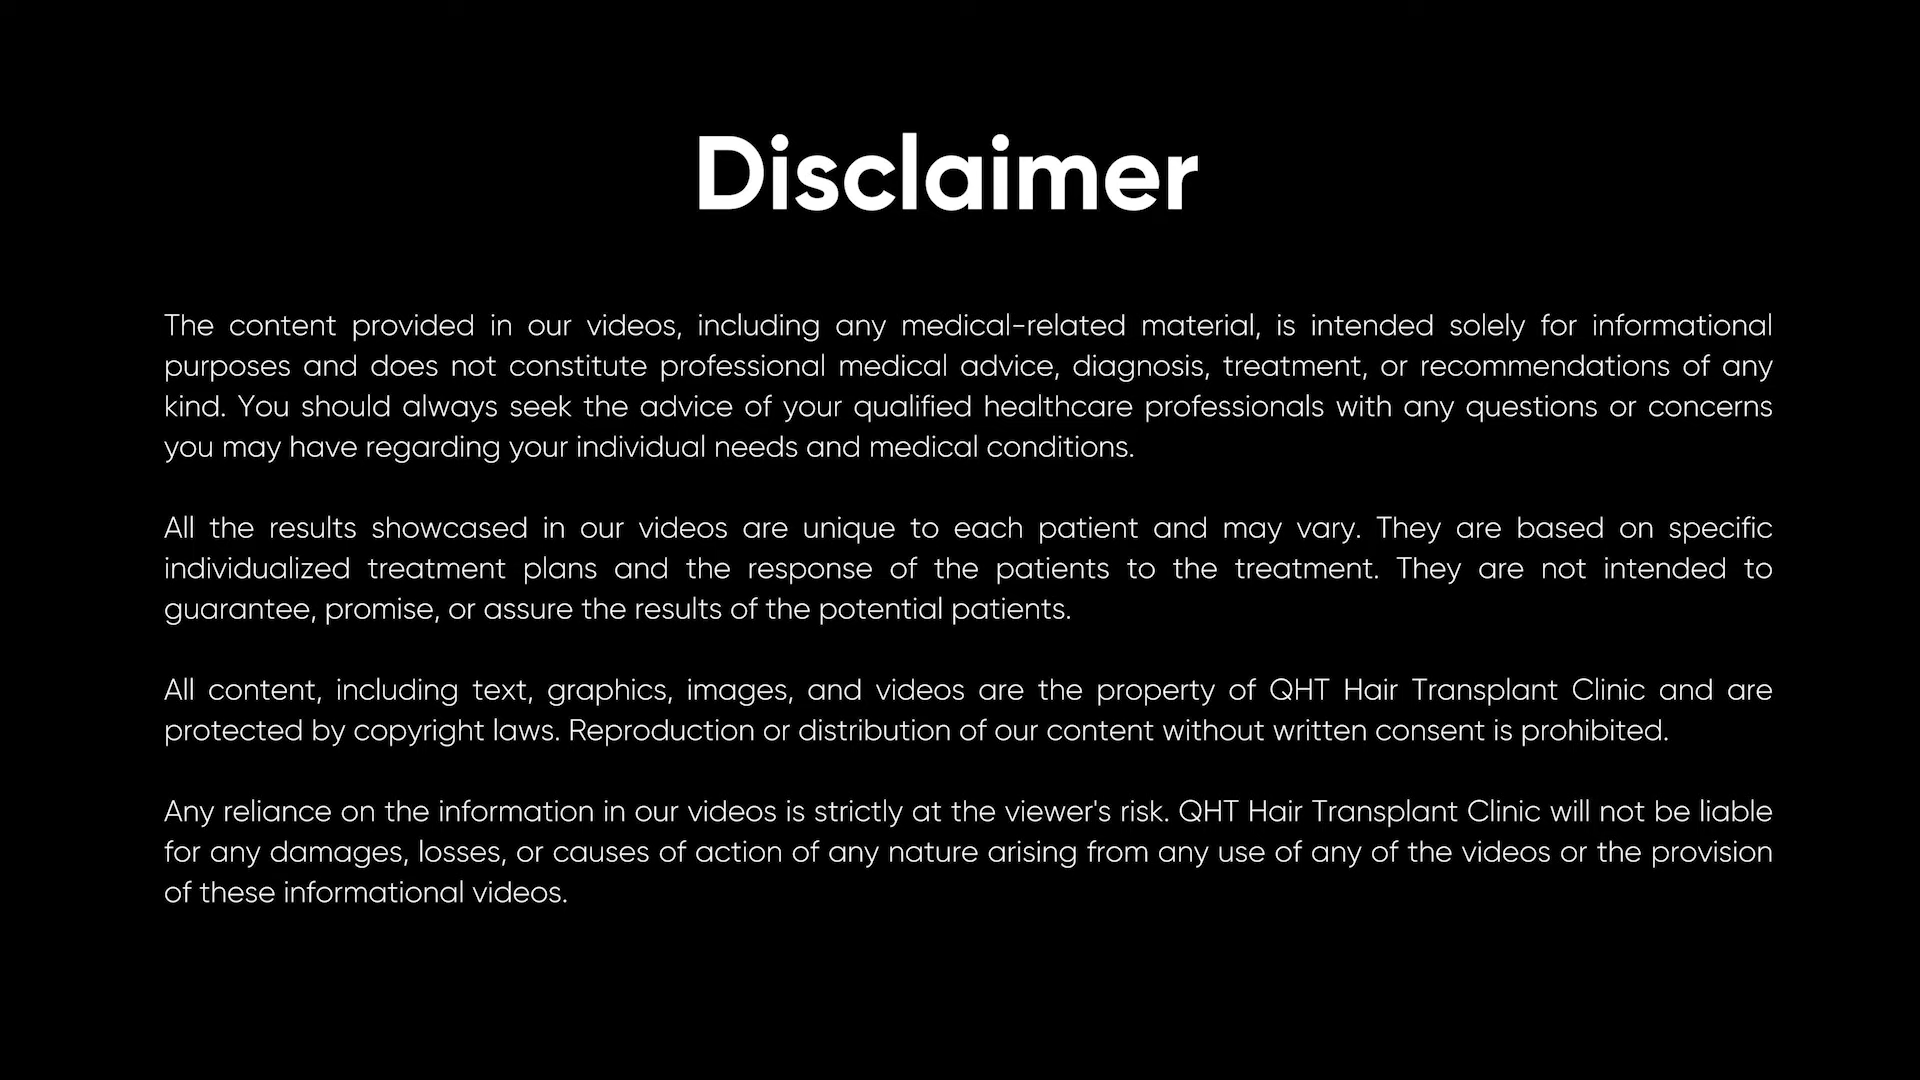 Disclaimer
The content provided in our videos, including any medical-related material, is intended solely for informational
purposes and does not constitute professional medical advice, diagnosis, treatment, or recommendations of any
kind. You should always seek the advice of your qualified healthcare professionals with any questions or concerns
you may have regarding your individual needs and medical conditions.
All the results showcased in our videos are unique to each patient and may vary. They are based on specific
individualized treatment plans and the response of the patients to the treatment. They are not intended to
guarantee, promise, or assure the results of the potential patients.
All content, including text, graphics, images, and videos are the property of QHT Hair Transplant Clinic and are
protected by copyright laws. Reproduction or distribution of our content without written consent is prohibited.
Any reliance on the information in our videos is strictly at the viewer's risk. QHT Hair Transplant Clinic will not be liable
for any damages, losses, or causes of action of any nature arising from any use of any of the videos or the provision
of these informational videos.